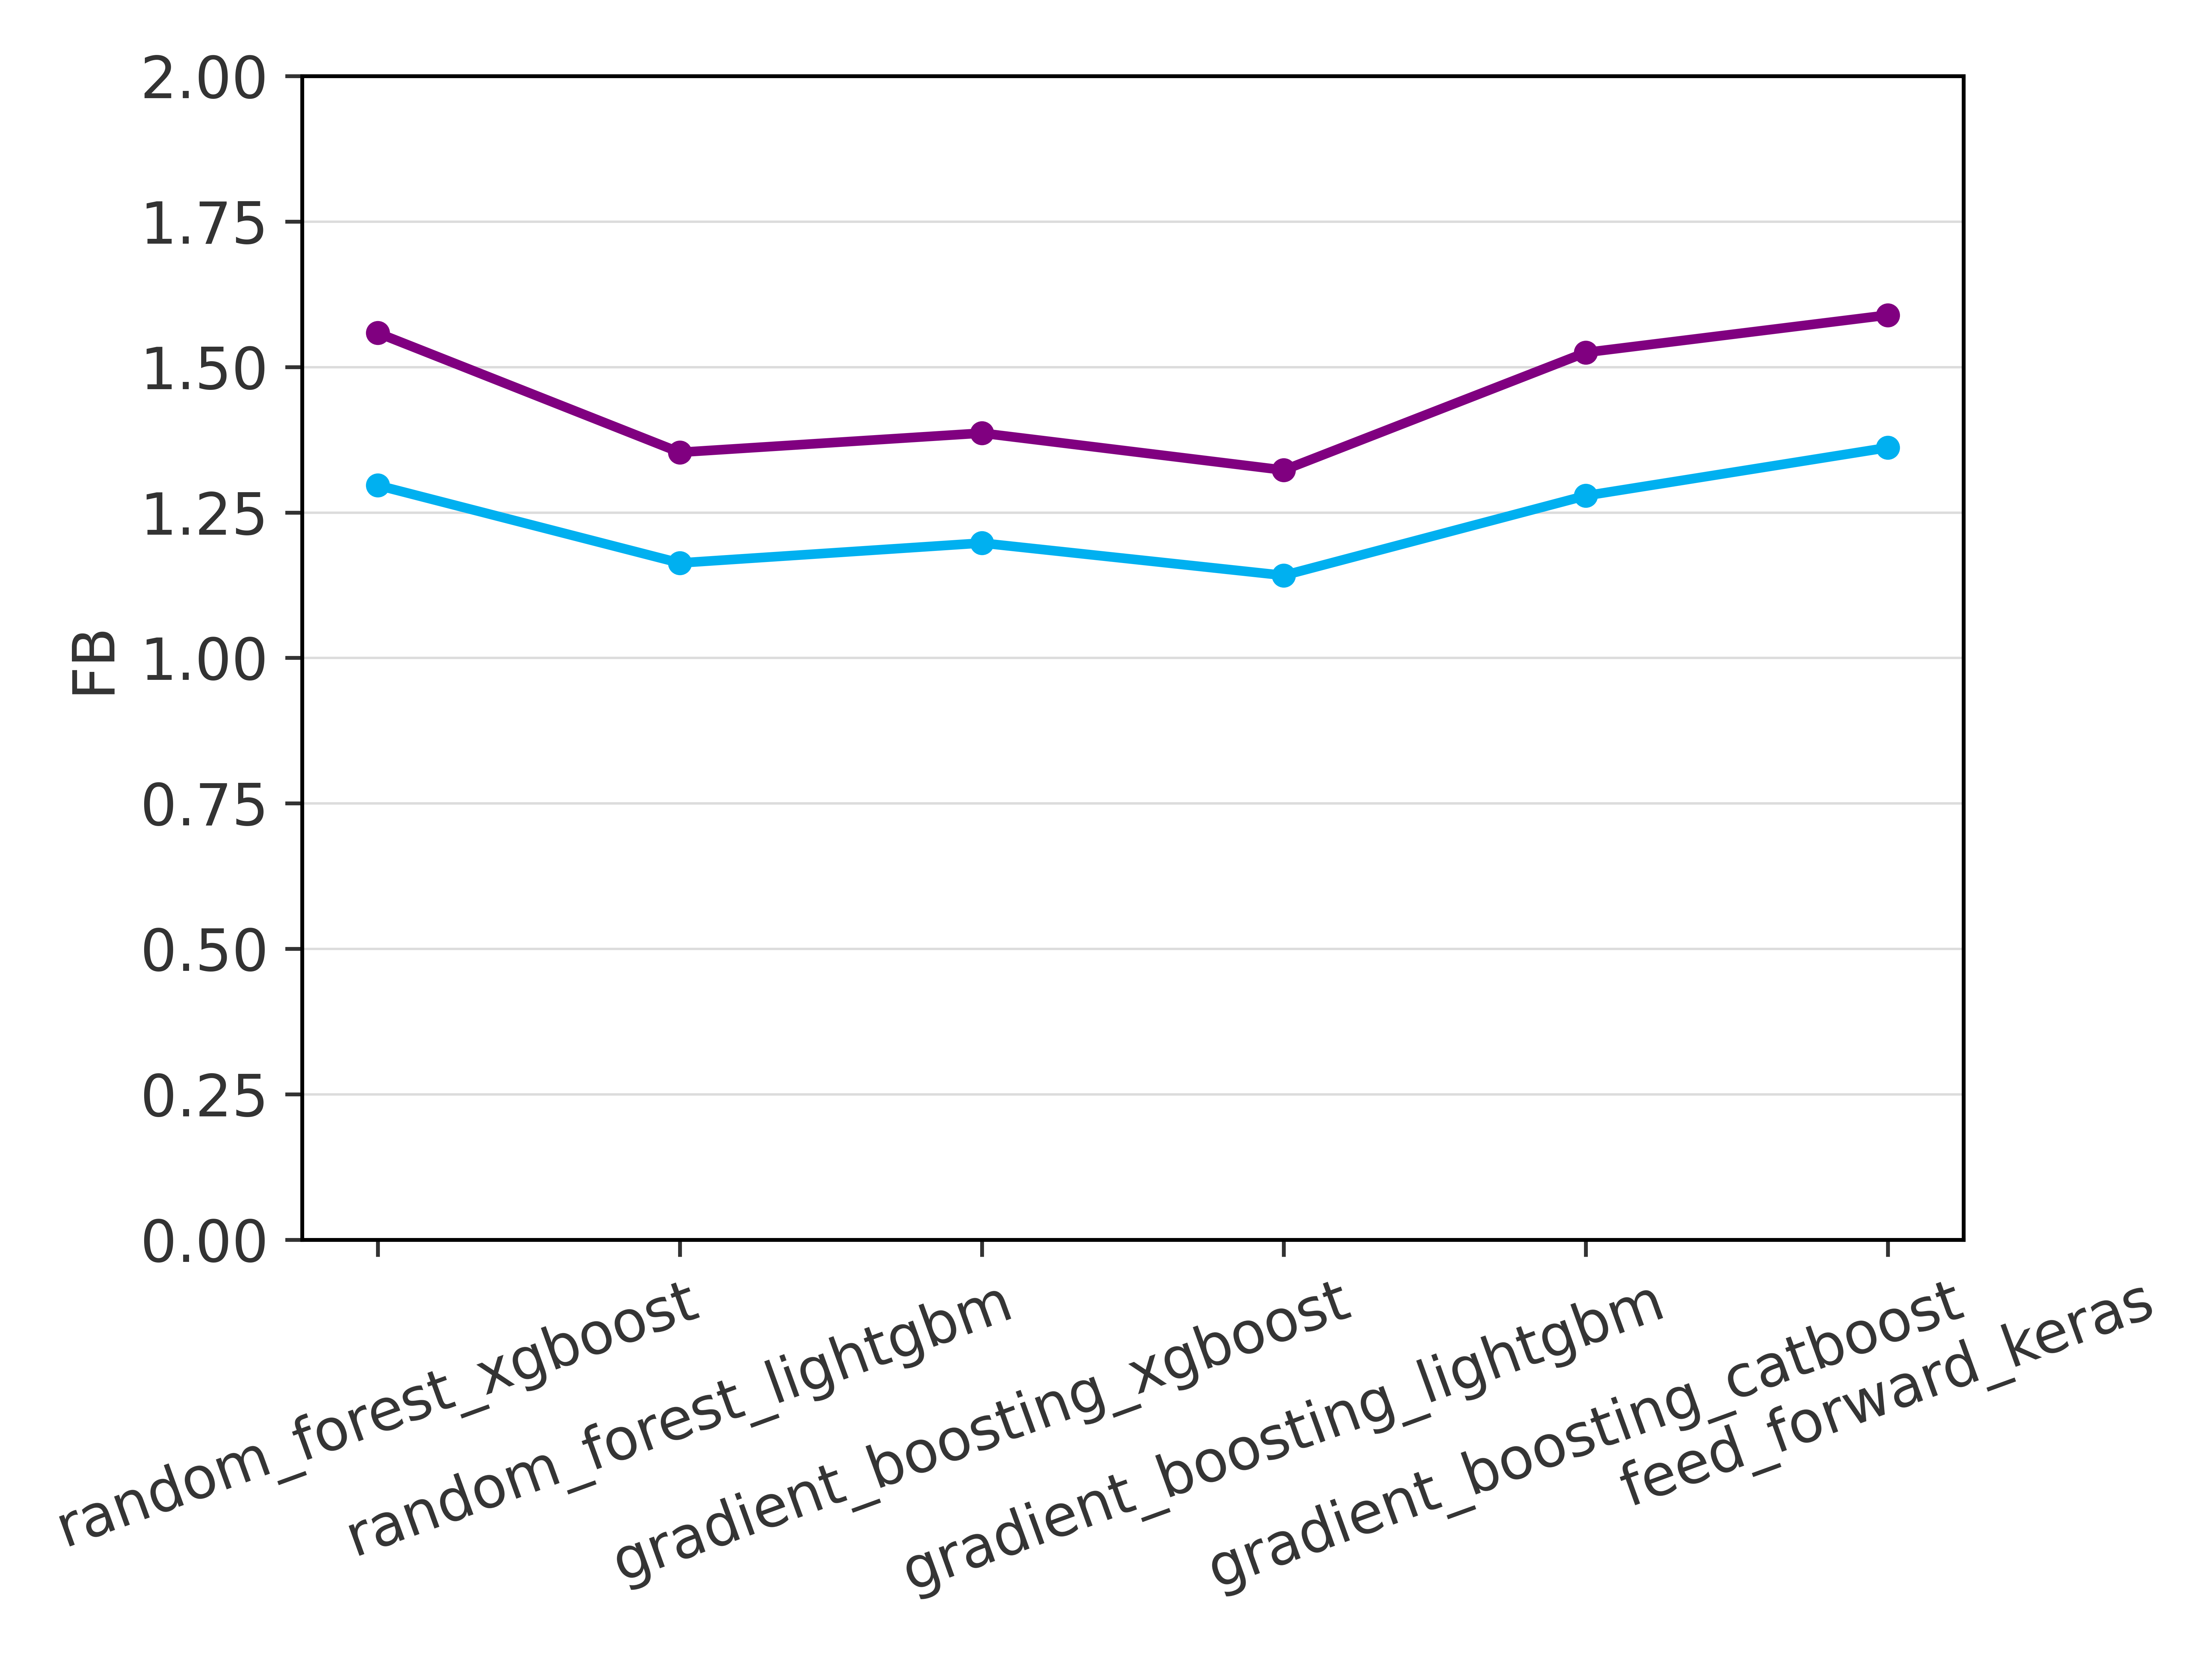 2.00
1.75
1.50
1.25
1.00
0.75
0.50
0.25
0.00
FB
random_forest_xgboost
random_forest_lightgbm
gradient_boosting_xgboost
gradient_boosting_lightgbm
gradient_boosting_catboost
feed_forward_keras